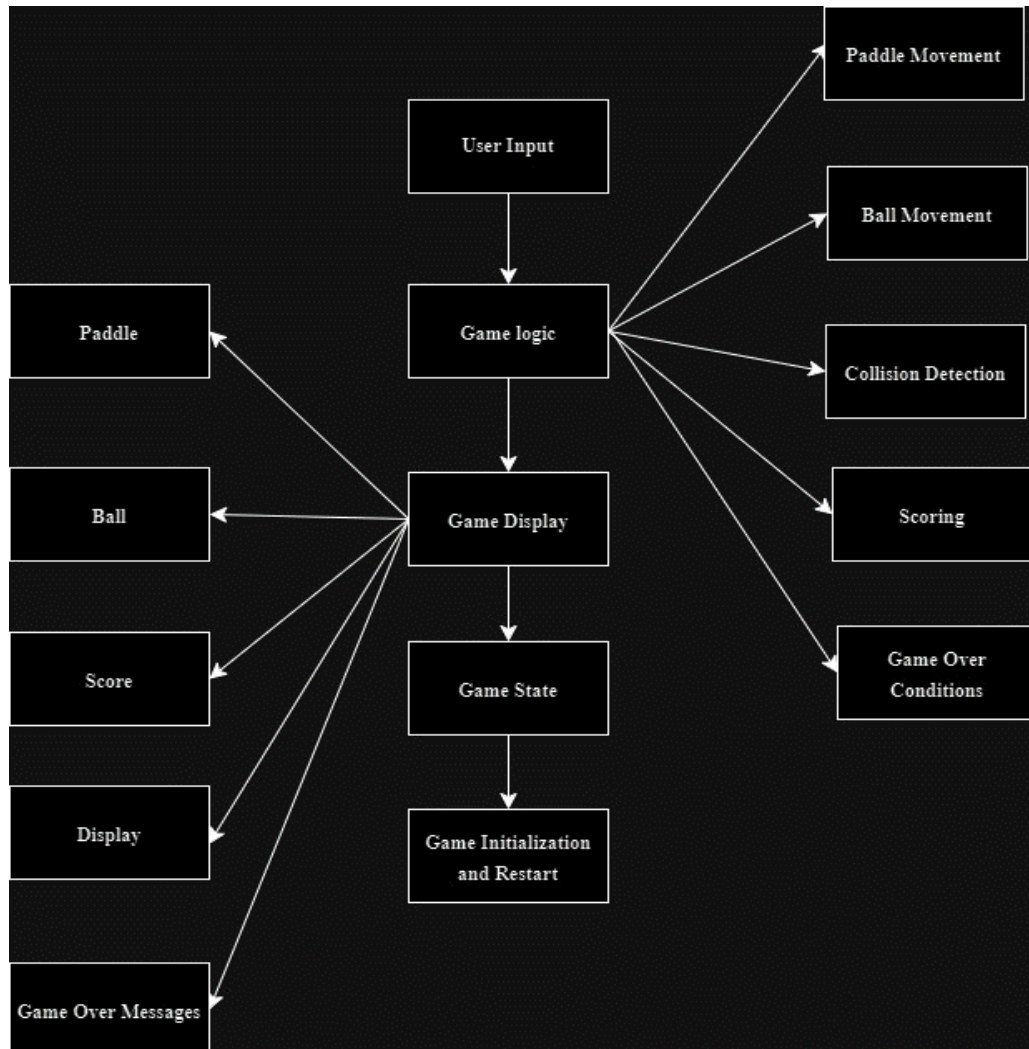 Paddle Movement
User Input
Ball Movement
Paddle
Game logic
Collision Detection
Ball
Game Display
Scoring
Score
Game State
Game Over
Conditions
Display
Game Initialization
and Restart
Game Over Messages